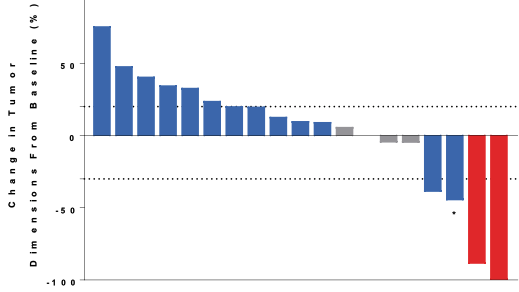 Change in Tumor
Dimensions From Baseline (%)
50
0
-50
*
-100